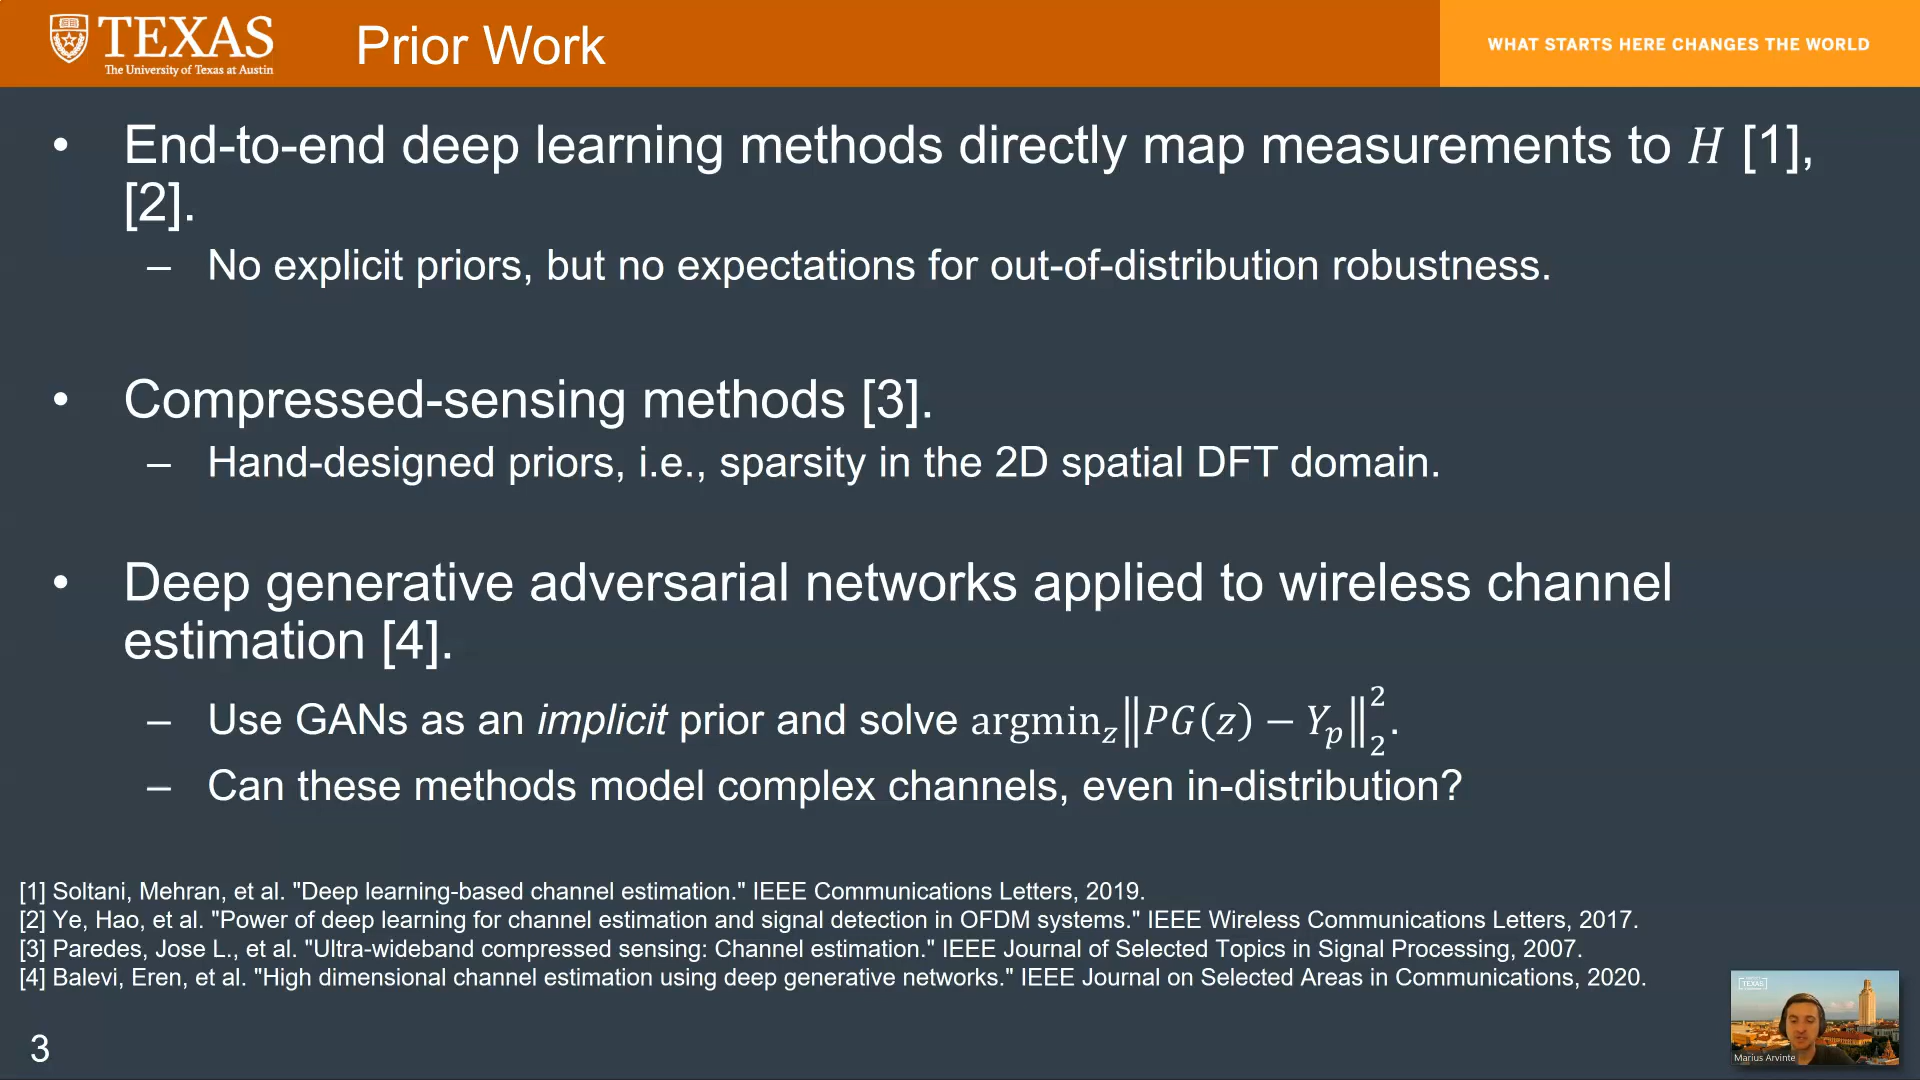 TEXAS
The University of Texas at Austin
Prior Work
WHAT STARTS HERE CHANGES THE WORLD
• End-to-end deep learning methods directly map measurements to H [1],
[2].
– No explicit priors, but no expectations for out-of-distribution robustness.
• Compressed-sensing methods [3].
– Hand-designed priors, i.e., sparsity in the 2D spatial DFT domain.
• Deep generative adversarial networks applied to wireless channel
estimation [4].
– Use GANs as an implicit prior and solve argmin_z‖PG(z) − Y_p‖_2^2.
– Can these methods model complex channels, even in-distribution?
[1] Soltani, Mehran, et al. "Deep learning-based channel estimation." IEEE Communications Letters, 2019.
[2] Ye, Hao, et al. "Power of deep learning for channel estimation and signal detection in OFDM systems." IEEE Wireless Communications Letters, 2017.
[3] Paredes, Jose L., et al. "Ultra-wideband compressed sensing: Channel estimation." IEEE Journal of Selected Topics in Signal Processing, 2007.
[4] Balevi, Eren, et al. "High dimensional channel estimation using deep generative networks." IEEE Journal on Selected Areas in Communications, 2020.
TEXAS
Marius Arvinte
3